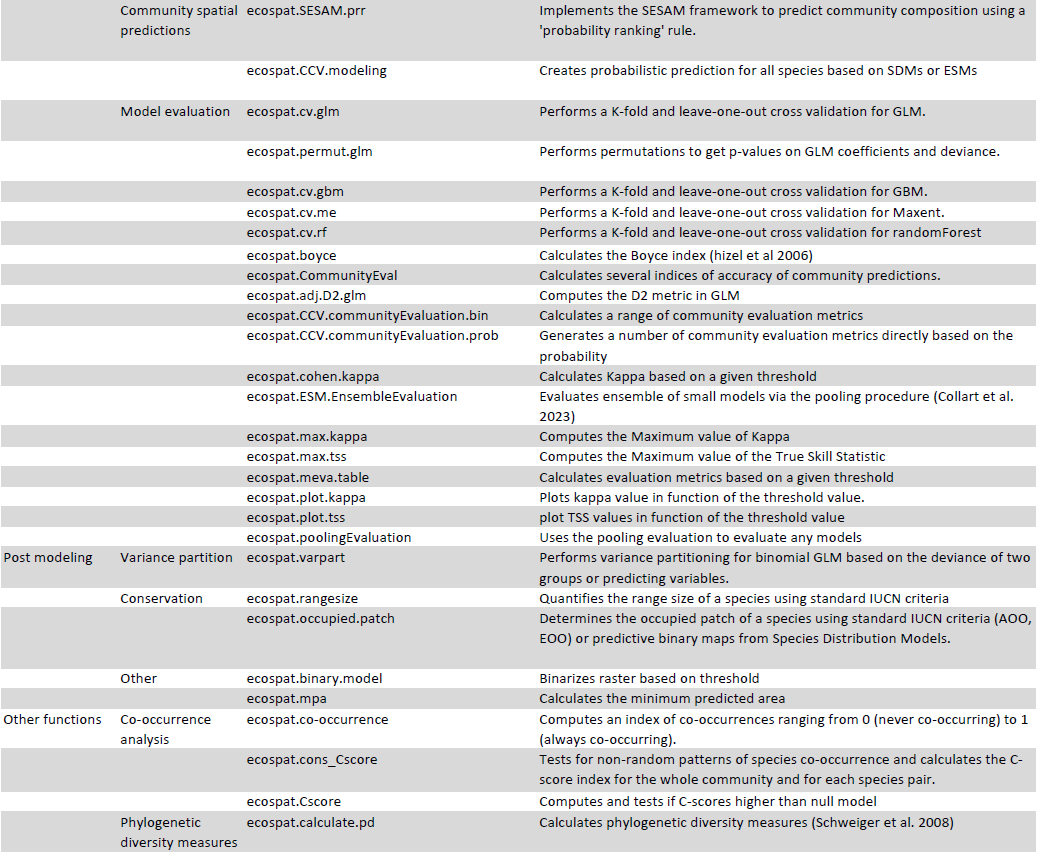 Community spatial ecospat.SESAM.prr Implements the SESAM framework to predict community composition using a
predictions 'probability ranking' rule.
ecospat.CCV.modeling Creates probabilistic prediction for all species based on SDMs or ESMs
Model evaluation ecospat.cv.glm Performs a K-fold and leave-one-out cross validation for GLM.
ecospat.permut.glm Performs permutations to get p-values on GLM coefficients and deviance.
ecospat.cv.gbm Performs a K-fold and leave-one-out cross validation for GBM.
ecospat.cv.me Performs a K-fold and leave-one-out cross validation for Maxent.
ecospat.cv.rf Performs a K-fold and leave-one-out cross validation for randomForest
ecospat.boyce Calculates the Boyce index (hizel et al 2006)
ecospat.CommunityEval Calculates several indices of accuracy of community predictions.
ecospat.adj.D2.glm Computes the D2 metric in GLM
ecospat.CCV.communityEvaluation.bin Calculates a range of community evaluation metrics
ecospat.CCV.communityEvaluation.prob Generates a number of community evaluation metrics directly based on the
probability
ecospat.cohen.kappa Calculates Kappa based on a given threshold
ecospat.ESM.EnsembleEvaluation Evaluates ensemble of small models via the pooling procedure (Collart et al.
2023)
ecospat.max.kappa Computes the Maximum value of Kappa
ecospat.max.tss Computes the Maximum value of the True Skill Statistic
ecospat.meva.table Calculates evaluation metrics based on a given threshold
ecospat.plot.kappa Plots kappa value in function of the threshold value.
ecospat.plot.tss plot TSS values in function of the threshold value
ecospat.poolingEvaluation Uses the pooling evaluation to evaluate any models
Post modeling Variance partition ecospat.varpart Performs variance partitioning for binomial GLM based on the deviance of two
groups or predicting variables.
Conservation ecospat.rangesize Quantifies the range size of a species using standard IUCN criteria
ecospat.occupied.patch Determines the occupied patch of a species using standard IUCN criteria (AOO,
EOO) or predictive binary maps from Species Distribution Models.
Other ecospat.binary.model Binarizes raster based on threshold
ecospat.mpa Calculates the minimum predicted area
Other functions Co-occurrence ecospat.co-occurrence Computes an index of co-occurrences ranging from 0 (never co-occurring) to 1
analysis (always co-occurring).
ecospat.cons_Cscore Tests for non-random patterns of species co-occurrence and calculates the C-
score index for the whole community and for each species pair.
ecospat.Cscore Computes and tests if C-scores higher than null model
Phylogenetic ecospat.calculate.pd Calculates phylogenetic diversity measures (Schweiger et al. 2008)
diversity measures